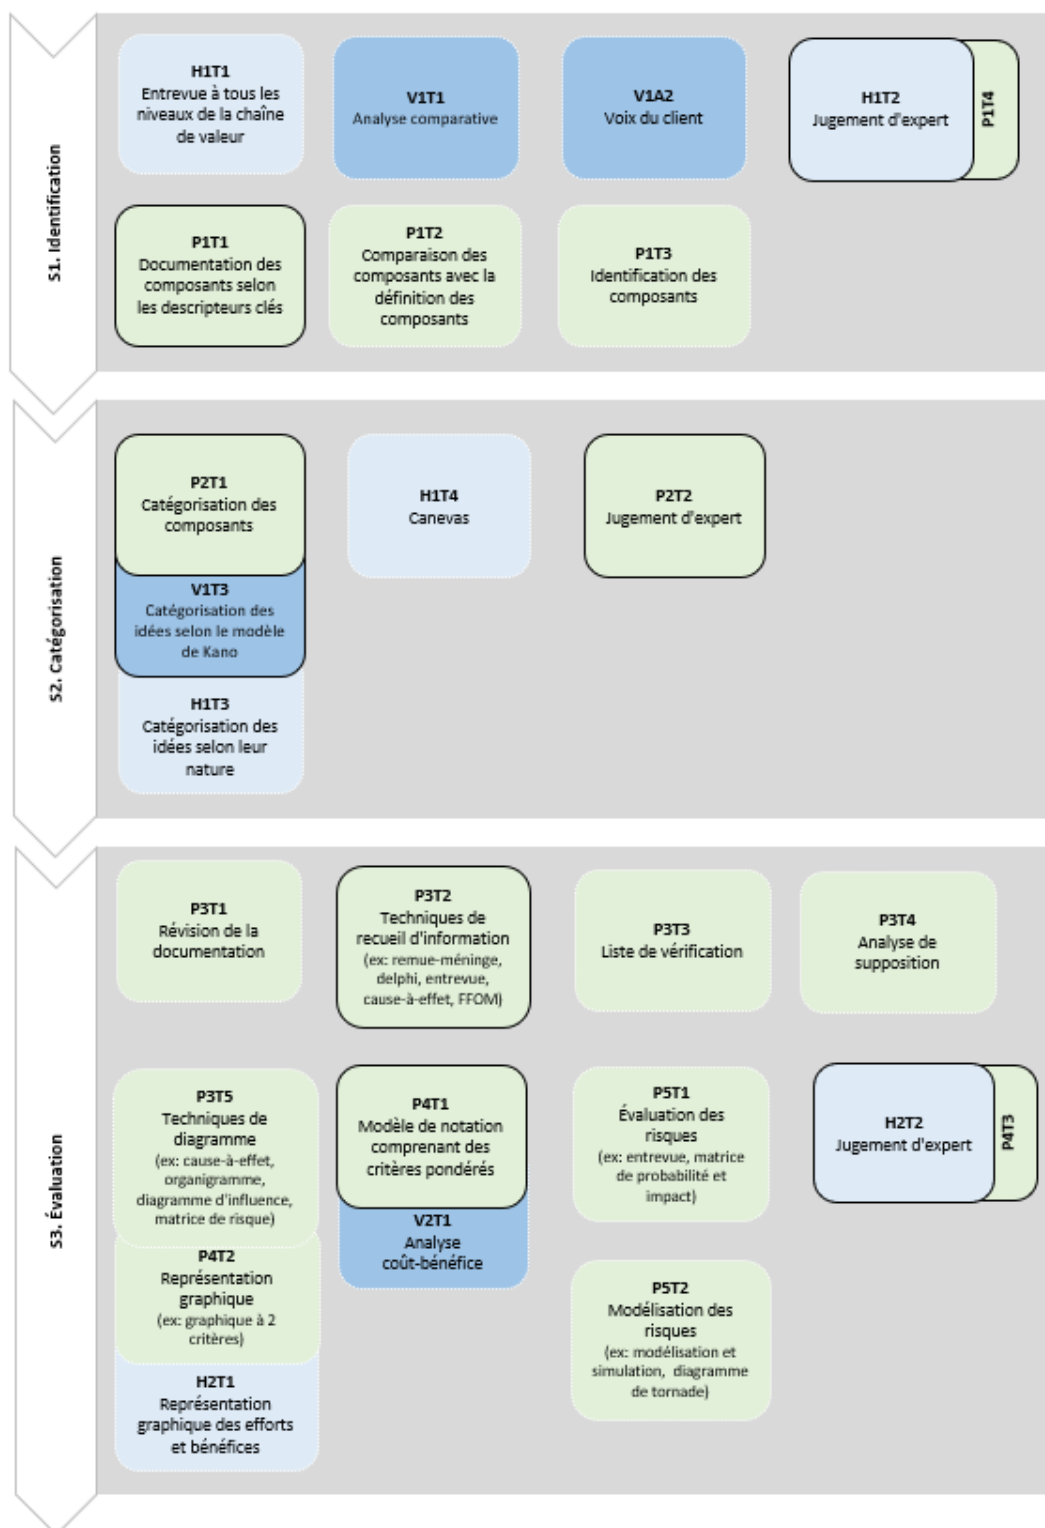 S1. Identification
H1T1
Entrevue à tous les
niveaux de la chaîne
de valeur
V1T1
Analyse comparative
V1A2
Voix du client
H1T2
Jugement d'expert
P1T4
P1T1
Documentation des
composants selon
les descripteurs clés
P1T2
Comparaison des
composants avec la
définition des
composants
P1T3
Identification des
composants
S2. Catégorisation
P2T1
Catégorisation des
composants
V1T3
Catégorisation des
idées selon le modèle
de Kano
H1T3
Catégorisation des
idées selon leur
nature
H1T4
Canevas
P2T2
Jugement d'expert
S3. Évaluation
P3T1
Révision de la
documentation
P3T2
Techniques de
recueil d'information
(ex: remue-méninge,
delphi, entrevue,
cause-à-effet, FFOM)
P3T3
Liste de vérification
P3T4
Analyse de
supposition
P3T5
Techniques de
diagramme
(ex: cause-à-effet,
organigramme,
diagramme d'influence,
matrice de risque)
P4T2
Représentation
graphique
(ex: graphique à 2
critères)
H2T1
Représentation
graphique des efforts
et bénéfices
P4T1
Modèle de notation
comprenant des
critères pondérés
V2T1
Analyse
coût-bénéfice
P5T1
Évaluation des
risques
(ex: entrevue, matrice
de probabilité et
impact)
P5T2
Modélisation des
risques
(ex: modélisation et
simulation, diagramme
de tornade)
H2T2
Jugement d'expert
P4T3